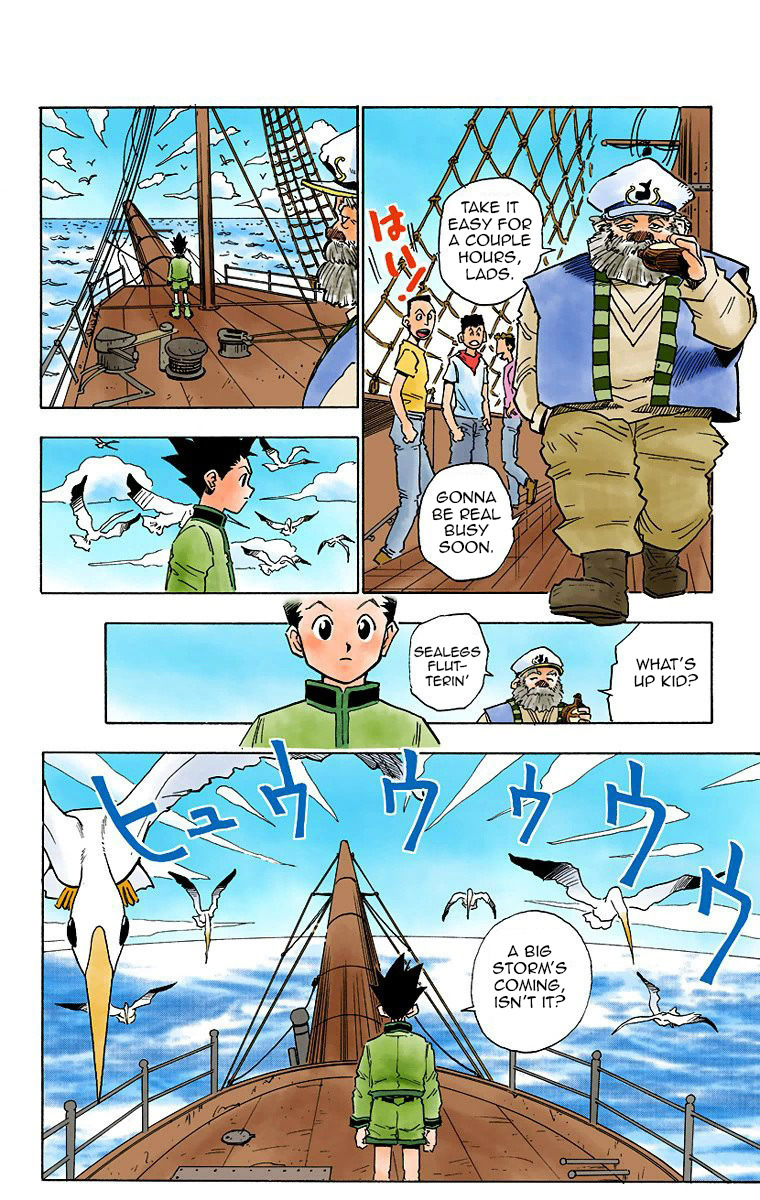 TAKE IT
EASY FOR
A COUPLE
HOURS,
LADS.
はい!
GONNA
BE REAL
BUSY
SOON.
WHAT'S
UP KID?
SEALEGS
FLUT-
TERIN'
ヒュウウウウウ
A BIG
STORM'S
COMING,
ISN'T IT?